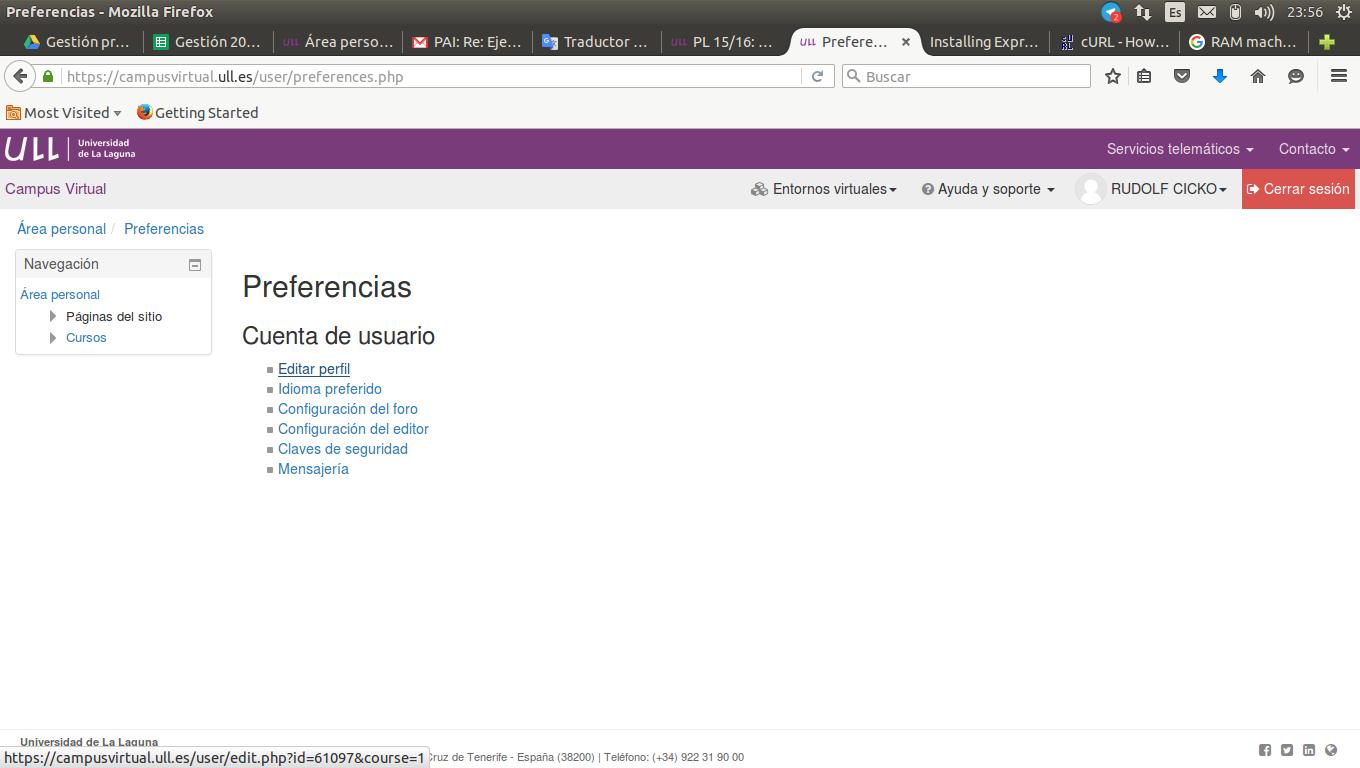 Preferencias - Mozilla Firefox
2
Es
23:56
Gestión pr...
Gestión 20...
ULL Área perso...
PAI: Re: Eje...
Traductor ...
ULL PL 15/16: ...
ULL Prefere... ×
Installing Expr...
cURL - How...
RAM mach...
https://campusvirtual.ull.es/user/preferences.php
Buscar
Most Visited
Getting Started
ULL
Universidad
de La Laguna
Servicios telemáticos
Contacto
Campus Virtual
Entornos virtuales
Ayuda y soporte
RUDOLF CICKO
Cerrar sesión
Área personal / Preferencias
Navegación
Área personal
Páginas del sitio
Cursos
Preferencias
Cuenta de usuario
Editar perfil
Idioma preferido
Configuración del foro
Configuración del editor
Claves de seguridad
Mensajería
Universidad de La Laguna
https://campusvirtual.ull.es/user/edit.php?id=61097&course=1
Cruz de Tenerife - España (38200) | Teléfono: (+34) 922 31 90 00